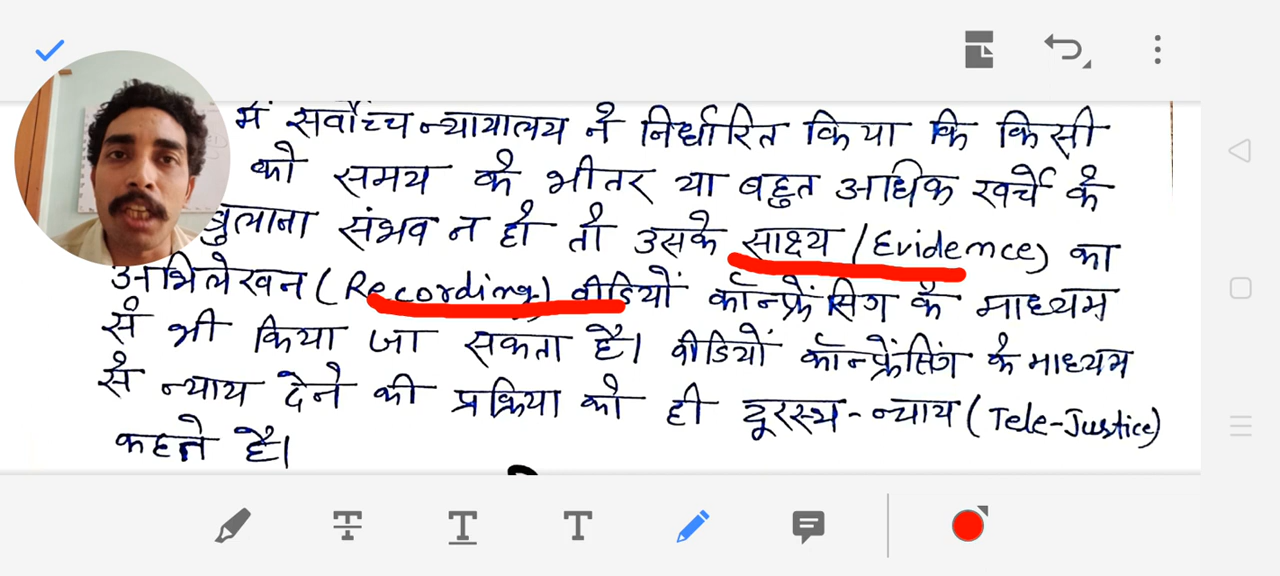 में सर्वोच्च न्यायालय ने निर्धारित किया कि किसी
को समय के भीतर या बहुत अधिक खर्चे के
बुलाना संभव न हो तो उसके साक्ष्य / Evidence) का
अभिलेखन ( Recording) वीडियों कॉन्फ्रेंसिंग के माध्यम
से भी किया जा सकता है। वीडियों कॉन्फ्रेंसिंग के माध्यम
से न्याय देने की प्रक्रिया को ही दूरस्थ-न्याय ( Tele-Justice)
कहते है।